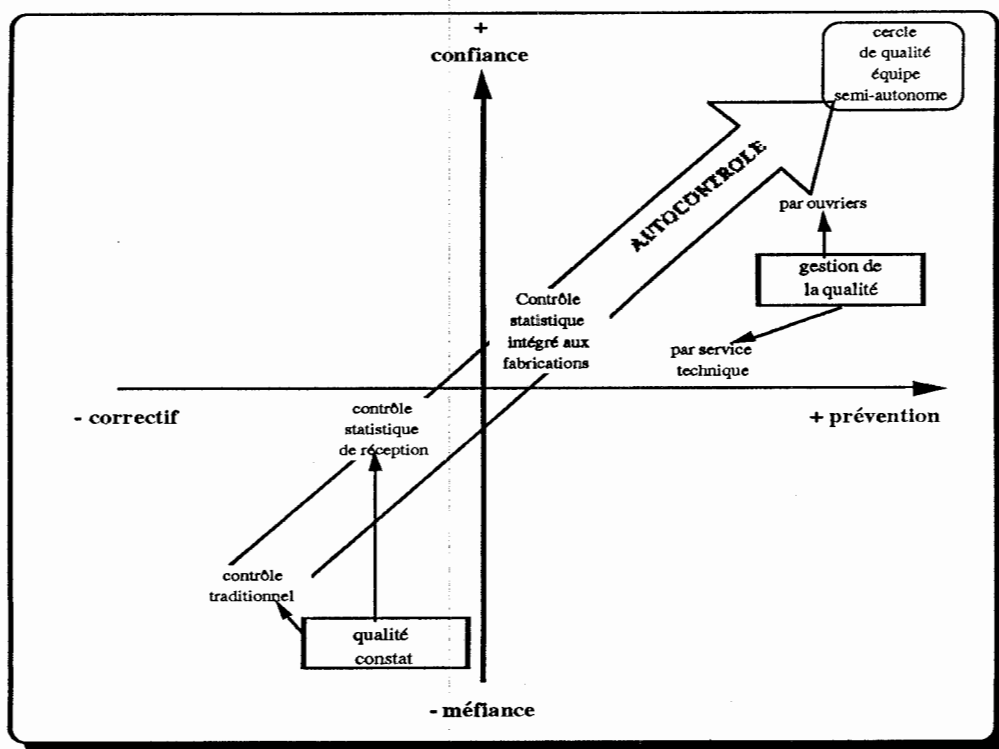 +
confiance
cercle
de qualité
équipe
semi-autonome
AUTOCONTROLE
par ouvriers
gestion de
la qualité
Contrôle
statistique
intégré aux
fabrications
par service
technique
- correctif
+ prévention
contrôle
statistique
de réception
contrôle
traditionnel
qualité
constat
- méfiance